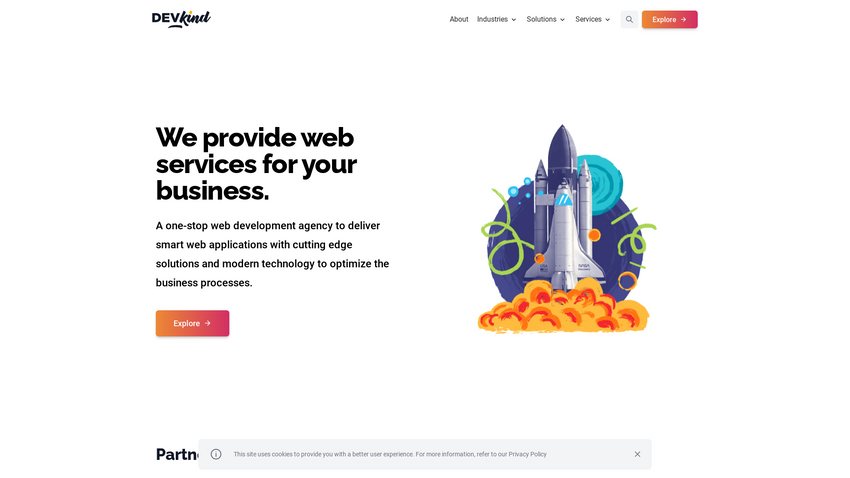 DEVkind
About Industries Solutions Services Explore
We provide web
services for your
business.
A one-stop web development agency to deliver
smart web applications with cutting edge
solutions and modern technology to optimize the
business processes.
Explore
Partne
This site uses cookies to provide you with a better user experience. For more information, refer to our Privacy Policy